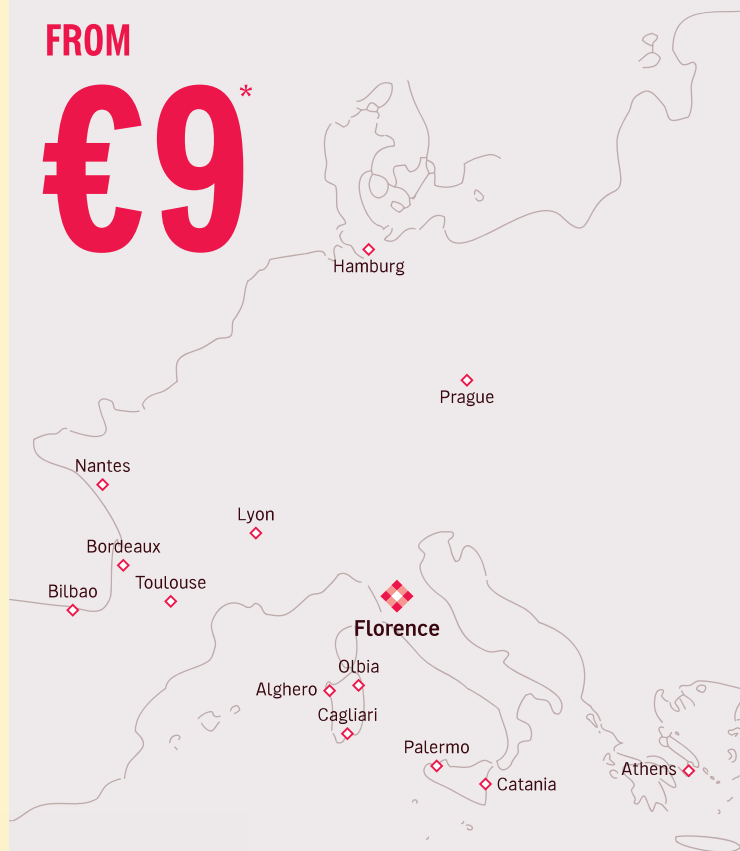 FROM
€9*
Hamburg
Prague
Nantes
Lyon
Bordeaux
Toulouse
Bilbao
Florence
Olbia
Alghero
Cagliari
Palermo
Athens
Catania